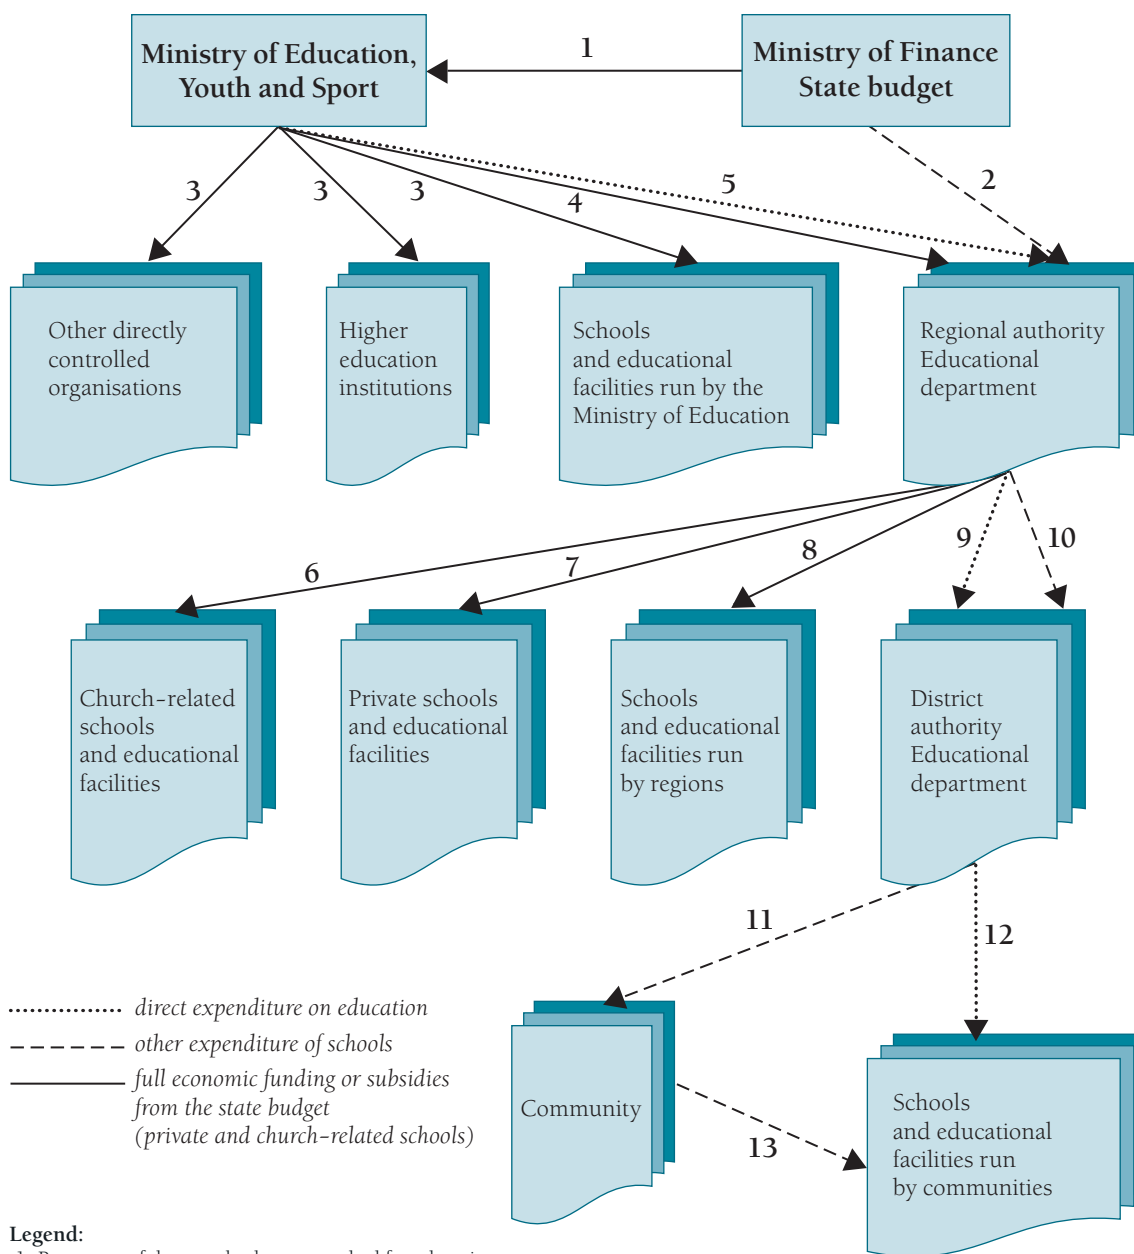 Ministry of Education,
Youth and Sport
1
Ministry of Finance
State budget
3
3
3
4
5
2
Other directly
controlled
organisations
Higher
education
institutions
Schools
and educational
facilities run by the
Ministry of Education
Regional authority
Educational
department
6
7
8
9
10
Church-related
schools
and educational
facilities
Private schools
and educational
facilities
Schools
and educational
facilities run
by regions
District
authority
Educational
department
11
12
direct expenditure on education
other expenditure of schools
full economic funding or subsidies
from the state budget
(private and church-related schools)
Community
13
Schools
and educational
facilities run
by communities
Legend: